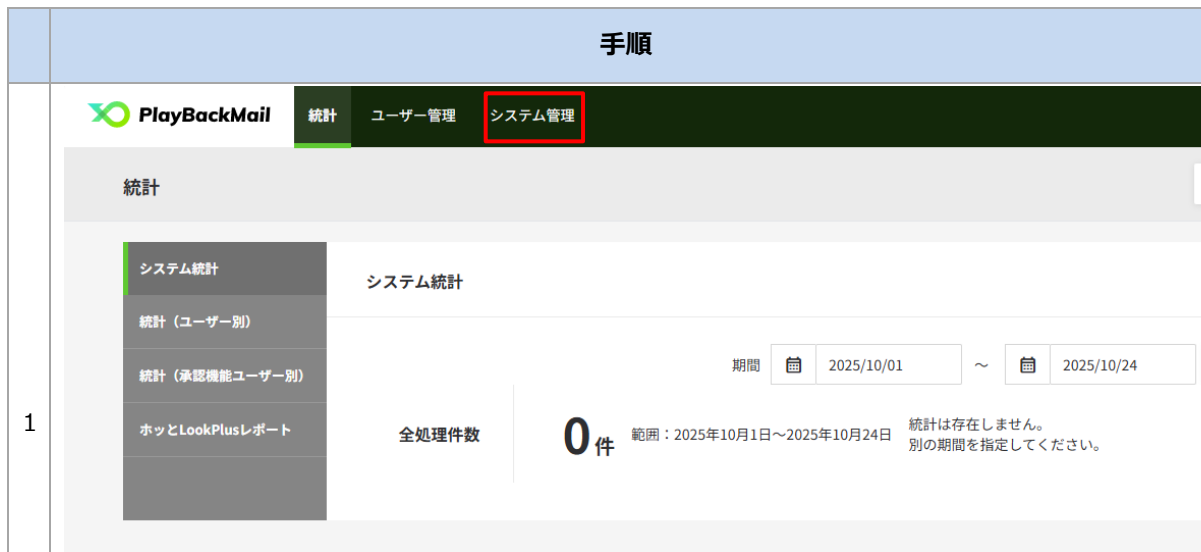 手順
PlayBackMail 統計 ユーザー管理 システム管理
統計
システム統計
統計（ユーザー別）
統計（承認機能ユーザー別）
ホッとLookPlusレポート
システム統計
期間 2025/10/01 ～ 2025/10/24
全処理件数 0件 範囲：2025年10月1日～2025年10月24日 統計は存在しません。
別の期間を指定してください。
1